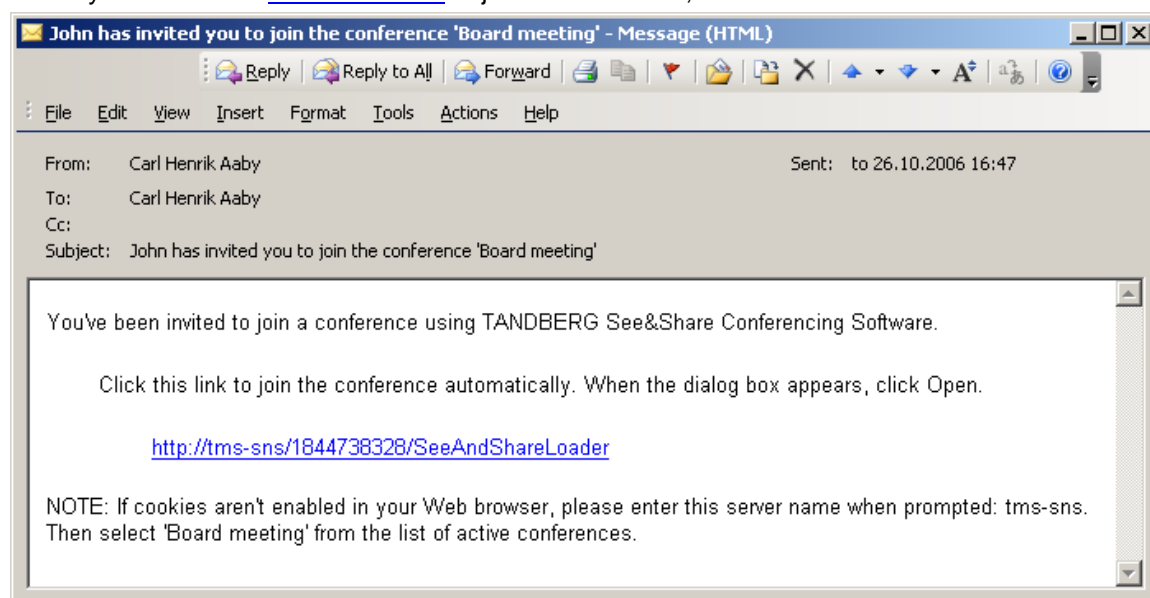 John has invited you to join the conference 'Board meeting' - Message (HTML)
Reply Reply to All Forward
File Edit View Insert Format Tools Actions Help
From: Carl Henrik Aaby Sent: to 26.10.2006 16:47
To: Carl Henrik Aaby
Cc:
Subject: John has invited you to join the conference 'Board meeting'
You've been invited to join a conference using TANDBERG See&Share Conferencing Software.
Click this link to join the conference automatically. When the dialog box appears, click Open.
http://tms-sns/1844738328/SeeAndShareLoader
NOTE: If cookies aren't enabled in your Web browser, please enter this server name when prompted: tms-sns.
Then select 'Board meeting' from the list of active conferences.